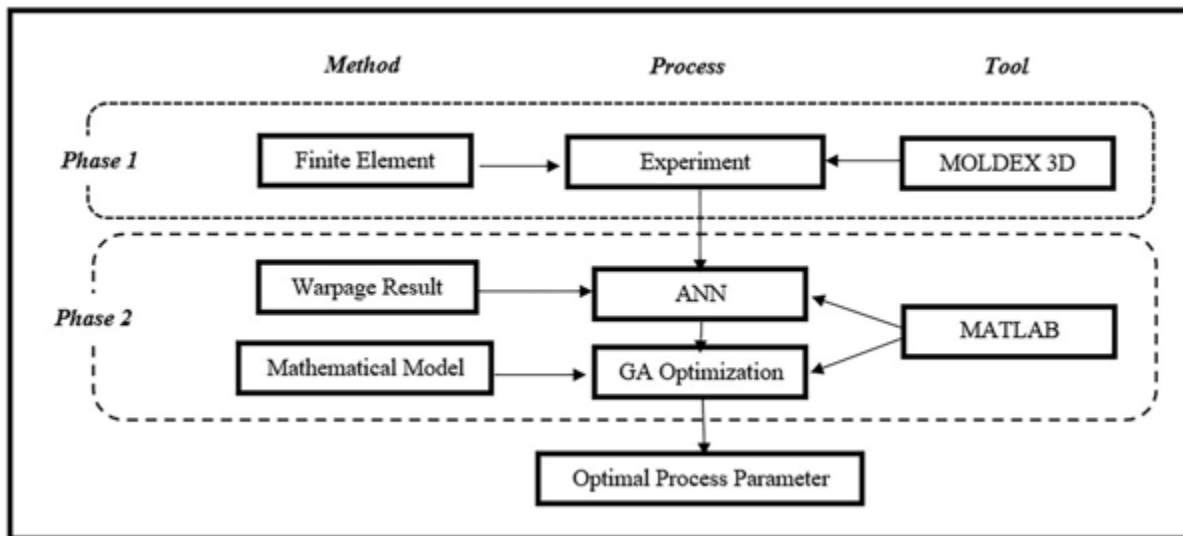 Method
Process
Tool
Phase 1
Finite Element
Experiment
MOLDEX 3D
Phase 2
Warpage Result
ANN
MATLAB
Mathematical Model
GA Optimization
Optimal Process Parameter